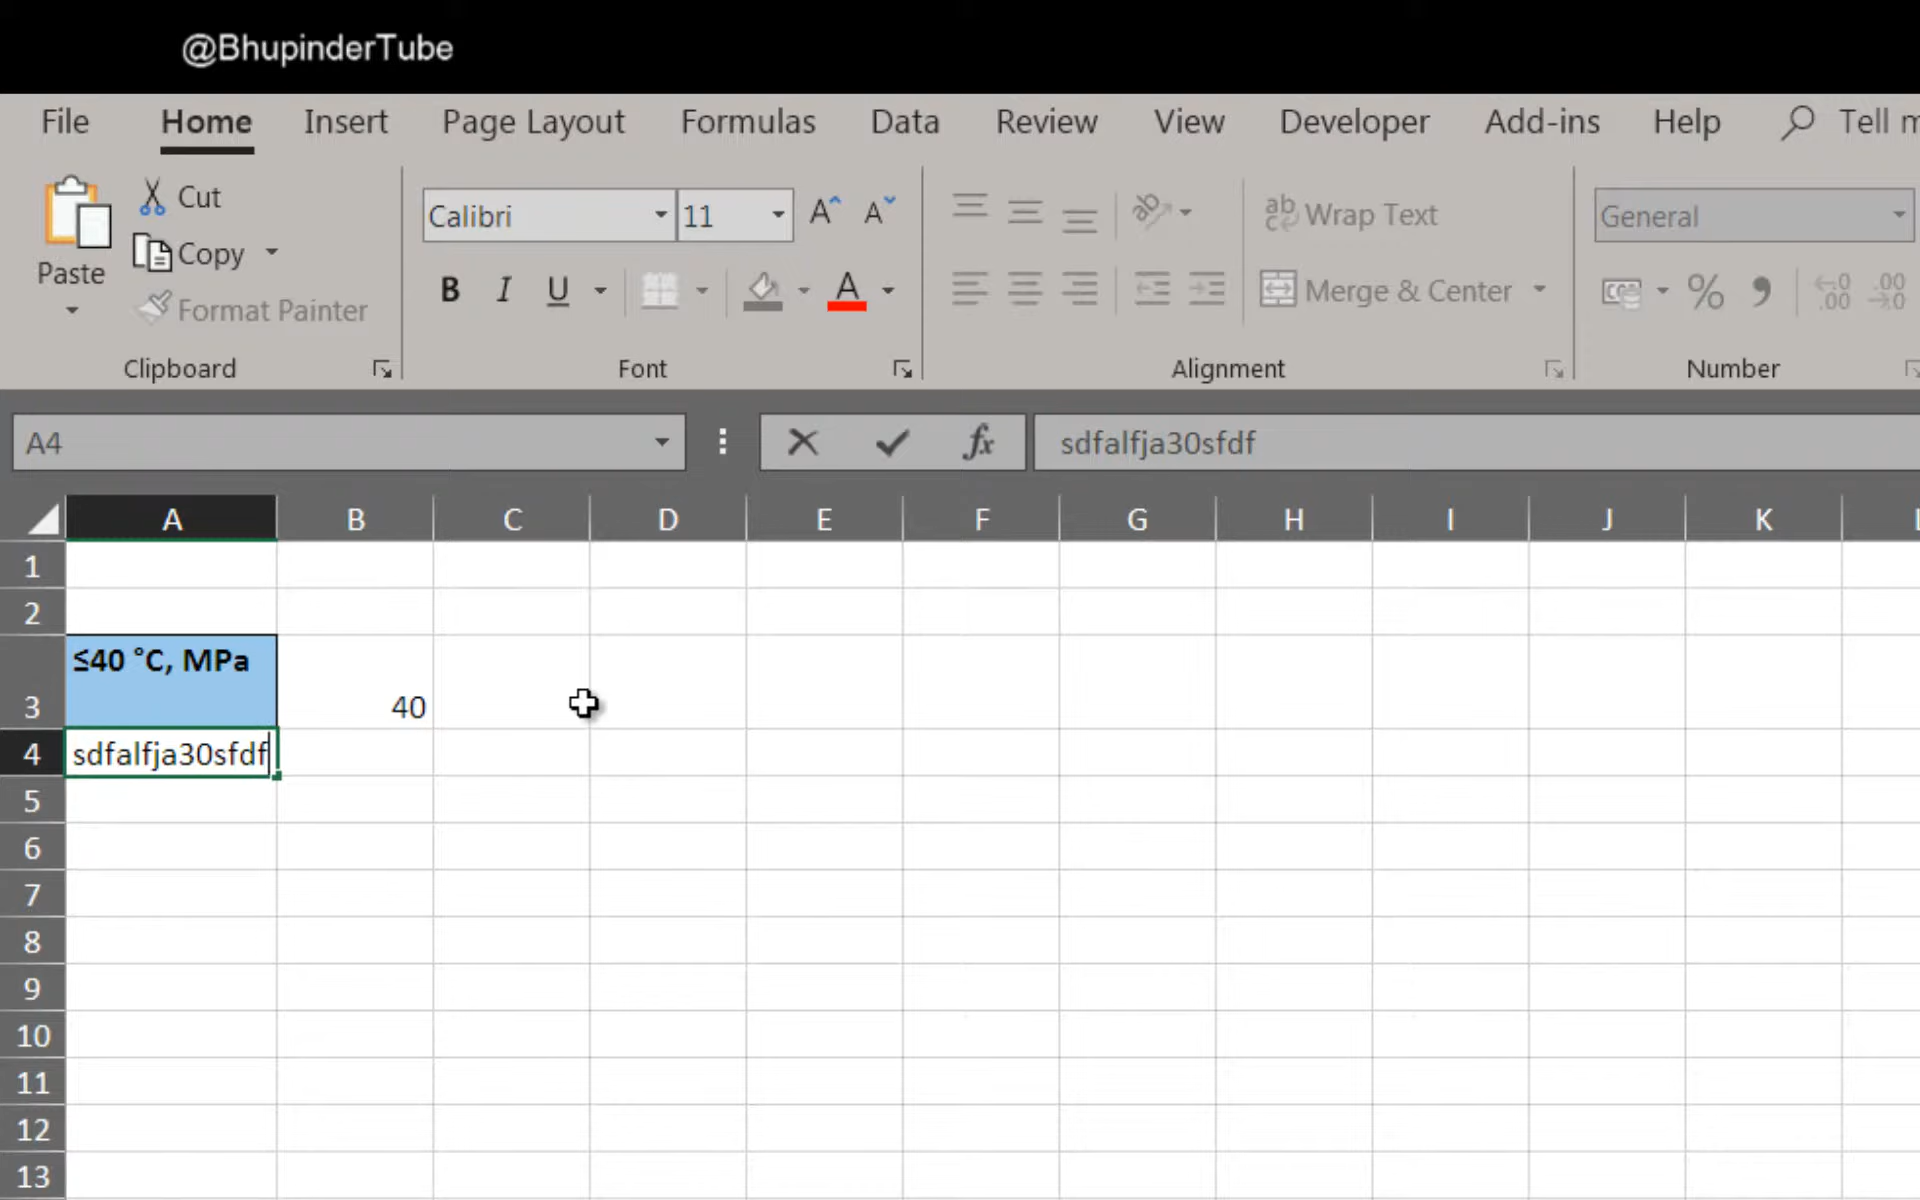 @BhupinderTube
File Home Insert Page Layout Formulas Data Review View Developer Add-ins Help Tell m
Paste
Cut
Copy
Format Painter
Clipboard
Calibri 11
B I U A
Font
ab Wrap Text
Merge & Center
Alignment
General
% ,
Number
A4 fx sdfalfja30sfdf
A B C D E F G H I J K
1
2
≤40 °C, MPa
3 40
4 sdfalfja30sfdf
5
6
7
8
9
10
11
12
13